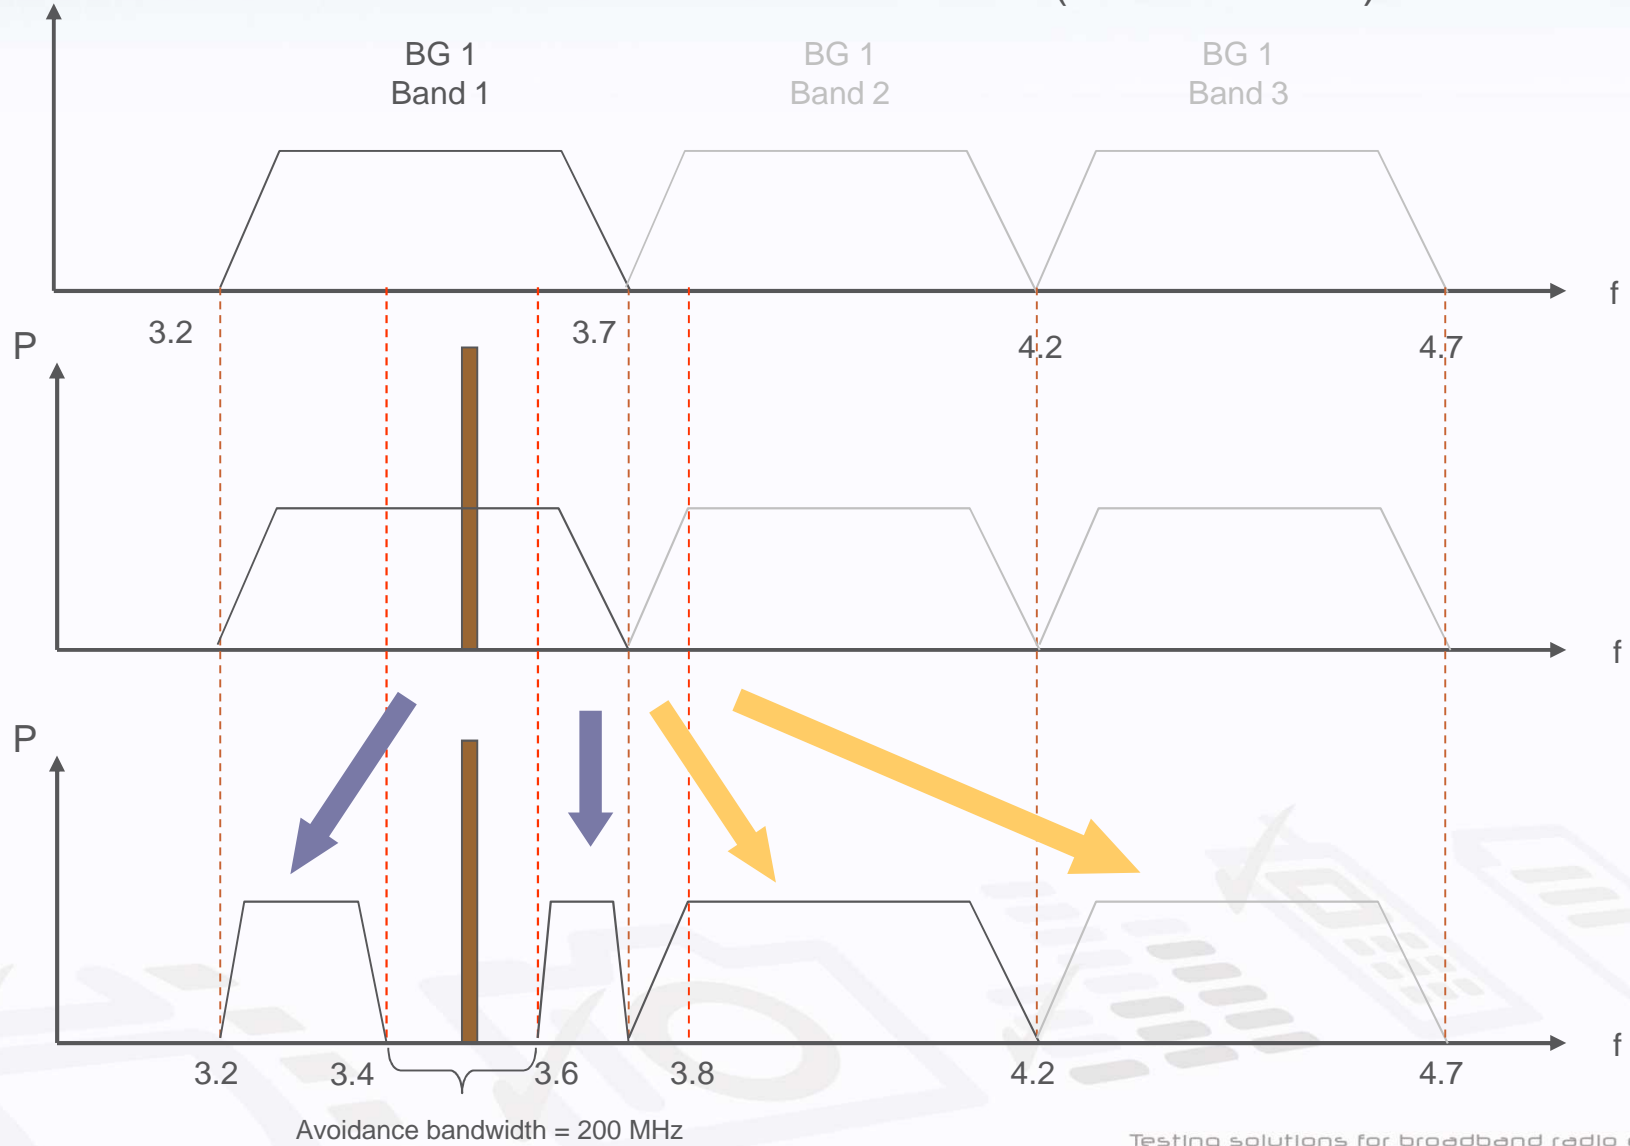 BG 1
Band 1
BG 1
Band 2
BG 1
Band 3
f
3.2
3.7
4.2
4.7
P
f
P
f
3.2
3.4
3.6
3.8
4.2
4.7
Avoidance bandwidth = 200 MHz
Testing solutions for broadband radio